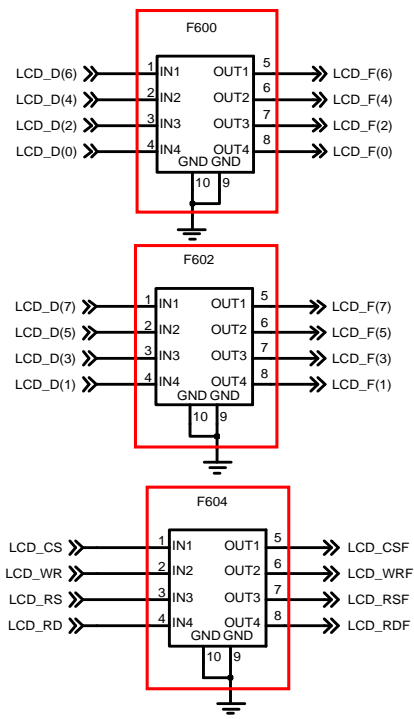 F600
LCD_D(6) 1 IN1 OUT1 5 LCD_F(6)
LCD_D(4) 2 IN2 OUT2 6 LCD_F(4)
LCD_D(2) 3 IN3 OUT3 7 LCD_F(2)
LCD_D(0) 4 IN4 OUT4 8 LCD_F(0)
GND GND
10 9
F602
LCD_D(7) 1 IN1 OUT1 5 LCD_F(7)
LCD_D(5) 2 IN2 OUT2 6 LCD_F(5)
LCD_D(3) 3 IN3 OUT3 7 LCD_F(3)
LCD_D(1) 4 IN4 OUT4 8 LCD_F(1)
GND GND
10 9
F604
LCD_CS 1 IN1 OUT1 5 LCD_CSF
LCD_WR 2 IN2 OUT2 6 LCD_WRF
LCD_RS 3 IN3 OUT3 7 LCD_RSF
LCD_RD 4 IN4 OUT4 8 LCD_RDF
GND GND
10 9